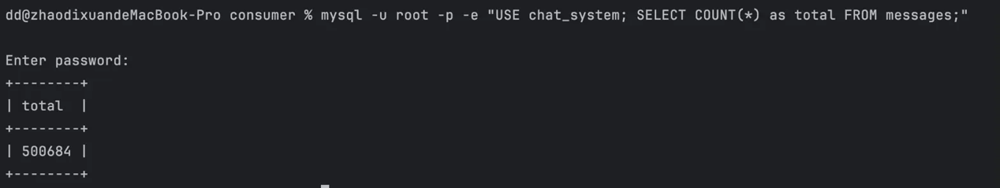 dd@zhaodixuandeMacBook-Pro consumer % mysql -u root -p -e "USE chat_system; SELECT COUNT(*) as total FROM messages;"
Enter password:
+--------+
| total  |
+--------+
| 500684 |
+--------+